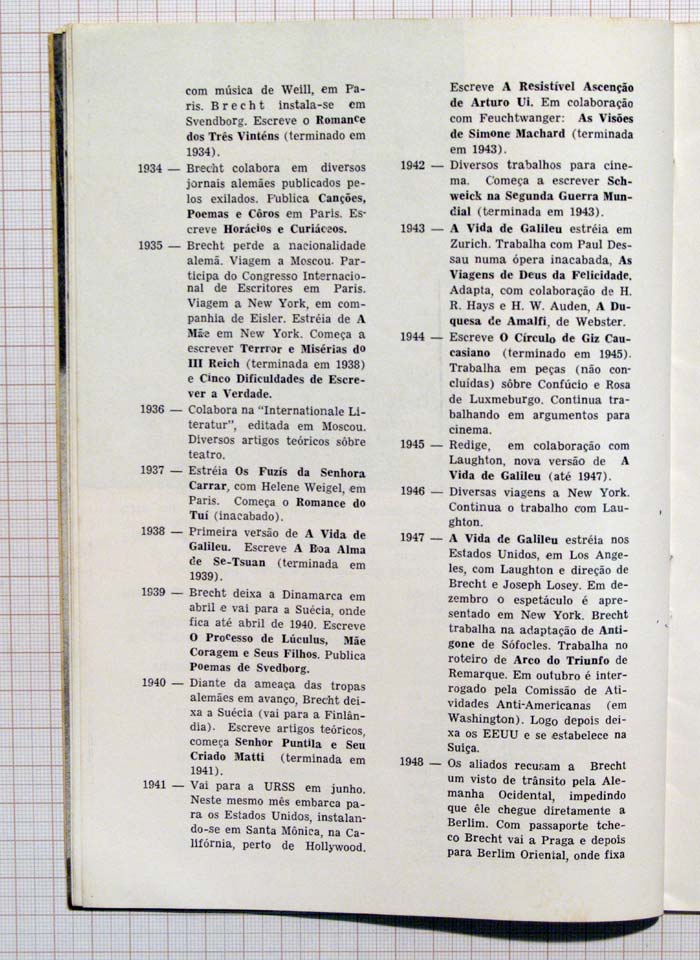 com música de Weill, em Pa-
ris. Brecht instala-se em
Svendborg. Escreve o Romance
dos Três Vinténs (terminado em
1934).
1934 — Brecht colabora em diversos
jornais alemães publicados pe-
los exilados. Publica Canções,
Poemas e Côros em Paris. Es-
creve Horácios e Curiáceos.
1935 — Brecht perde a nacionalidade
alemã. Viagem a Moscou. Par-
ticipa do Congresso Internacio-
nal de Escritores em Paris.
Viagem a New York, em com-
panhia de Eisler. Estréia de A
Mãe em New York. Começa a
escrever Terrror e Misérias do
III Reich (terminada em 1938)
e Cinco Dificuldades de Escre-
ver a Verdade.
1936 — Colabora na "Internationale Li-
teratur", editada em Moscou.
Diversos artigos teóricos sôbre
teatro.
1937 — Estréia Os Fuzís da Senhora
Carrar, com Helene Weigel, em
Paris. Começa o Romance do
Tuí (inacabado).
1938 — Primeira versão de A Vida de
Galileu. Escreve A Boa Alma
de Se-Tsuan (terminada em
1939).
1939 — Brecht deixa a Dinamarca em
abril e vai para a Suécia, onde
fica até abril de 1940. Escreve
O Processo de Lúculus, Mãe
Coragem e Seus Filhos. Publica
Poemas de Svedborg.
1940 — Diante da ameaça das tropas
alemães em avanço, Brecht dei-
xa a Suécia (vai para a Finlân-
dia). Escreve artigos teóricos,
começa Senhor Puntila e Seu
Criado Matti (terminada em
1941).
1941 — Vai para a URSS em junho.
Neste mesmo mês embarca pa-
ra os Estados Unidos, instalan-
do-se em Santa Mônica, na Ca-
lifórnia, perto de Hollywood.
Escreve A Resistível Ascenção
de Arturo Ui. Em colaboração
com Feuchtwanger: As Visões
de Simone Machard (terminada
em 1943).
1942 — Diversos trabalhos para cine-
ma. Começa a escrever Sch-
weick na Segunda Guerra Mun-
dial (terminada em 1943).
1943 — A Vida de Galileu estréia em
Zurich. Trabalha com Paul Des-
sau numa ópera inacabada, As
Viagens de Deus da Felicidade.
Adapta, com colaboração de H.
R. Hays e H. W. Auden, A Du-
quesa de Amalfi, de Webster.
1944 — Escreve O Círculo de Giz Cau-
casiano (terminado em 1945).
Trabalha em peças (não con-
cluídas) sôbre Confúcio e Rosa
de Luxmeburgo. Continua tra-
balhando em argumentos para
cinema.
1945 — Redige, em colaboração com
Laughton, nova versão de A
Vida de Galileu (até 1947).
1946 — Diversas viagens a New York.
Continua o trabalho com Lau-
ghton.
1947 — A Vida de Galileu estréia nos
Estados Unidos, em Los Ange-
les, com Laughton e direção de
Brecht e Joseph Losey. Em de-
zembro o espetáculo é apre-
sentado em New York. Brecht
trabalha na adaptação de Anti-
gone de Sófocles. Trabalha no
roteiro de Arco do Triunfo de
Remarque. Em outubro é inter-
rogado pela Comissão de Ati-
vidades Anti-Americanas (em
Washington). Logo depois dei-
xa os EEUU e se estabelece na
Suiça.
1948 — Os aliados recusam a Brecht
um visto de trânsito pela Ale-
manha Ocidental, impedindo
que êle chegue diretamente a
Berlim. Com passaporte tche-
co Brecht vai a Praga e depois
para Berlim Oriental, onde fixa